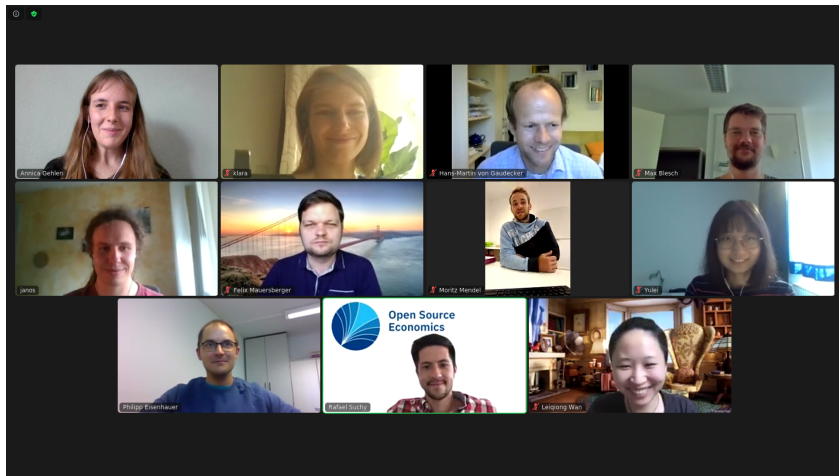 Annica Gehlen
klara
Hans-Martin von Gaudecker
Max Blesch
janos
Felix Mauersberger
Moritz Mendel
Yulei
Open Source
Economics
Philipp Eisenhauer
Rafael Suchy
Leiqiong Wan